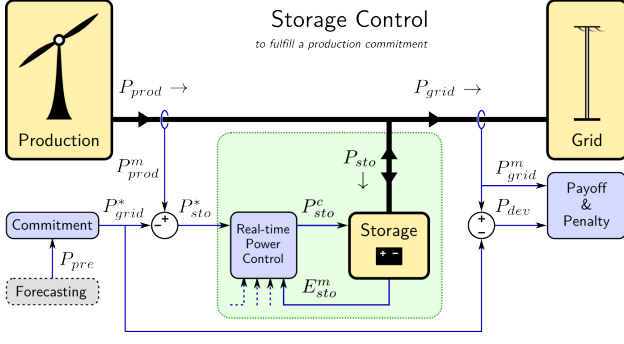 Storage Control
to fulfill a production commitment
P_prod →
P_grid →
Production
Grid
P^m_prod
P_sto
↓
P^m_grid
Payoff
&
Penalty
P^*_grid
P^*_sto
P^c_sto
P_dev
Commitment
− +
Real-time
Power
Control
Storage
+ −
+
−
P_pre
Forecasting
E^m_sto